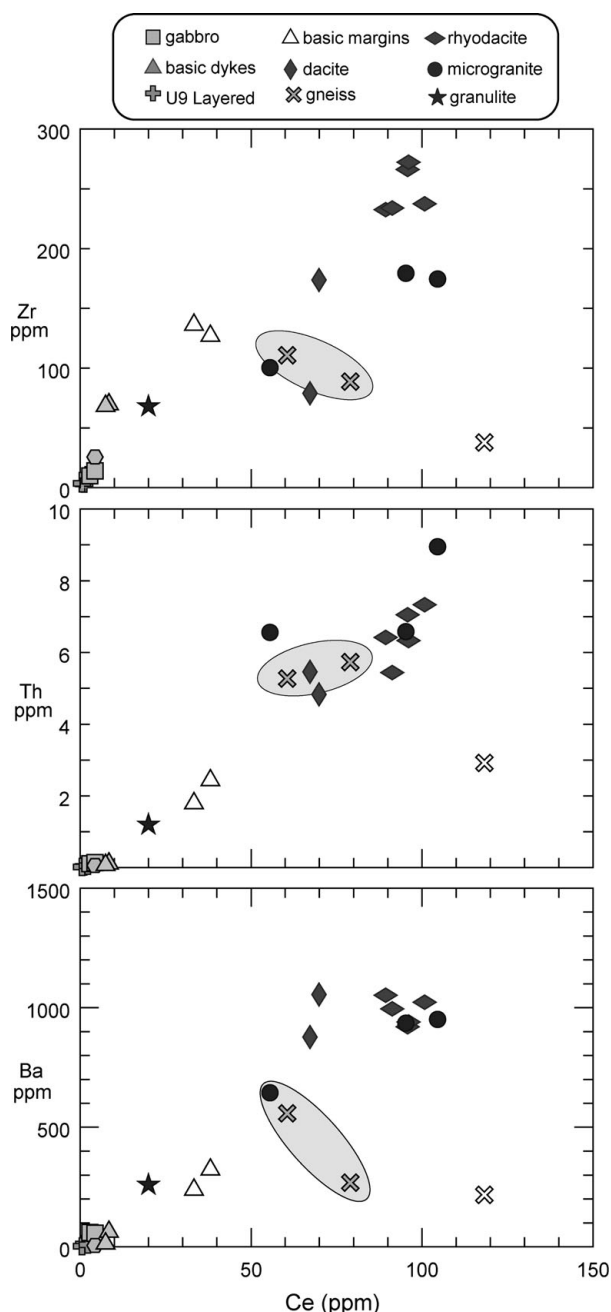 gabbro basic margins rhyodacite
basic dykes dacite microgranite
U9 Layered gneiss granulite
300
200
Zr
ppm
100
0
10
8
6
Th
ppm
4
2
1500
1000
Ba
ppm
500
0
0 50 100 150
Ce (ppm)